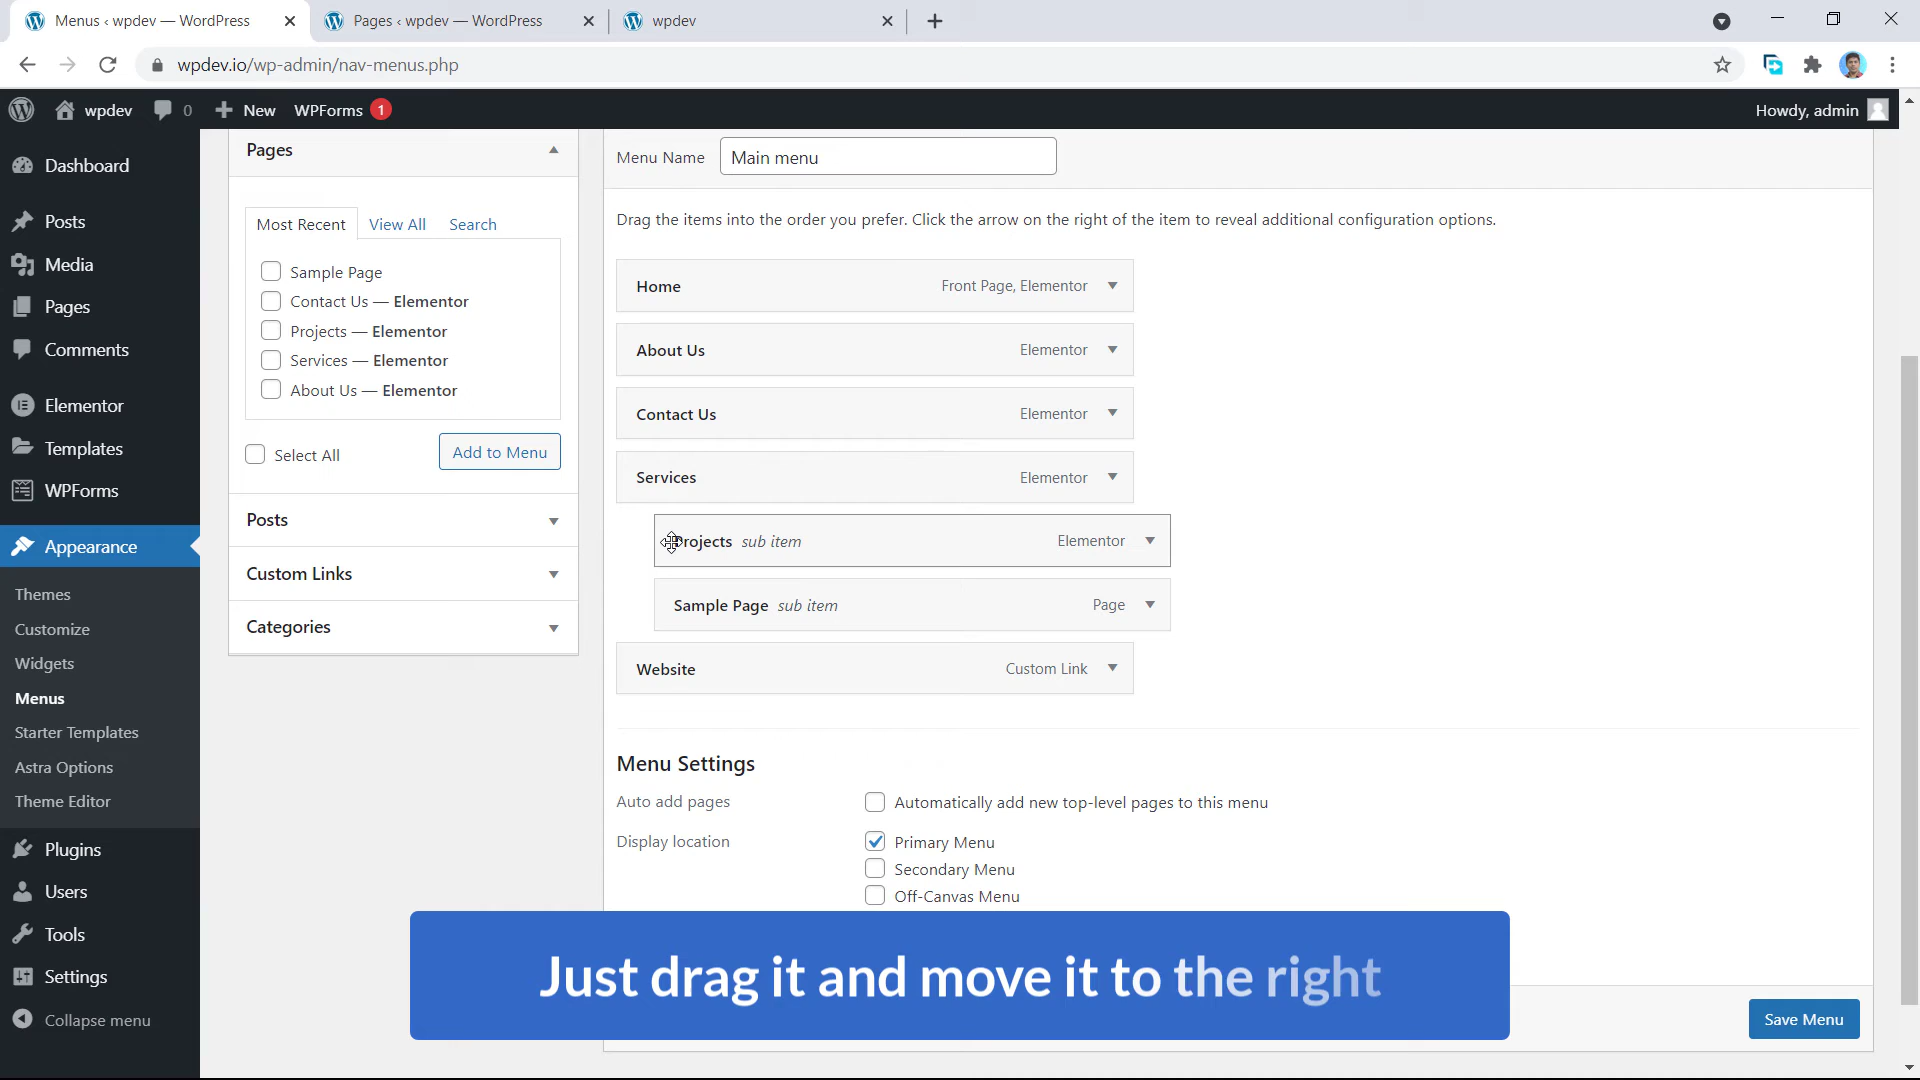 Menus ‹ wpdev — WordPress
Pages ‹ wpdev — WordPress
wpdev
wpdev.io/wp-admin/nav-menus.php
wpdev
0
New
WPForms
1
Howdy, admin
Dashboard
Posts
Media
Pages
Comments
Elementor
Templates
WPForms
Appearance
Themes
Customize
Widgets
Menus
Starter Templates
Astra Options
Theme Editor
Plugins
Users
Tools
Settings
Collapse menu
Pages
Most Recent
View All
Search
Sample Page
Contact Us — Elementor
Projects — Elementor
Services — Elementor
About Us — Elementor
Select All
Add to Menu
Posts
Custom Links
Categories
Menu Name
Main menu
Drag the items into the order you prefer. Click the arrow on the right of the item to reveal additional configuration options.
Home
Front Page, Elementor
About Us
Elementor
Contact Us
Elementor
Services
Elementor
Projects sub item
Elementor
Sample Page sub item
Page
Website
Custom Link
Menu Settings
Auto add pages
Automatically add new top-level pages to this menu
Display location
Primary Menu
Secondary Menu
Off-Canvas Menu
Just drag it and move it to the right
Save Menu